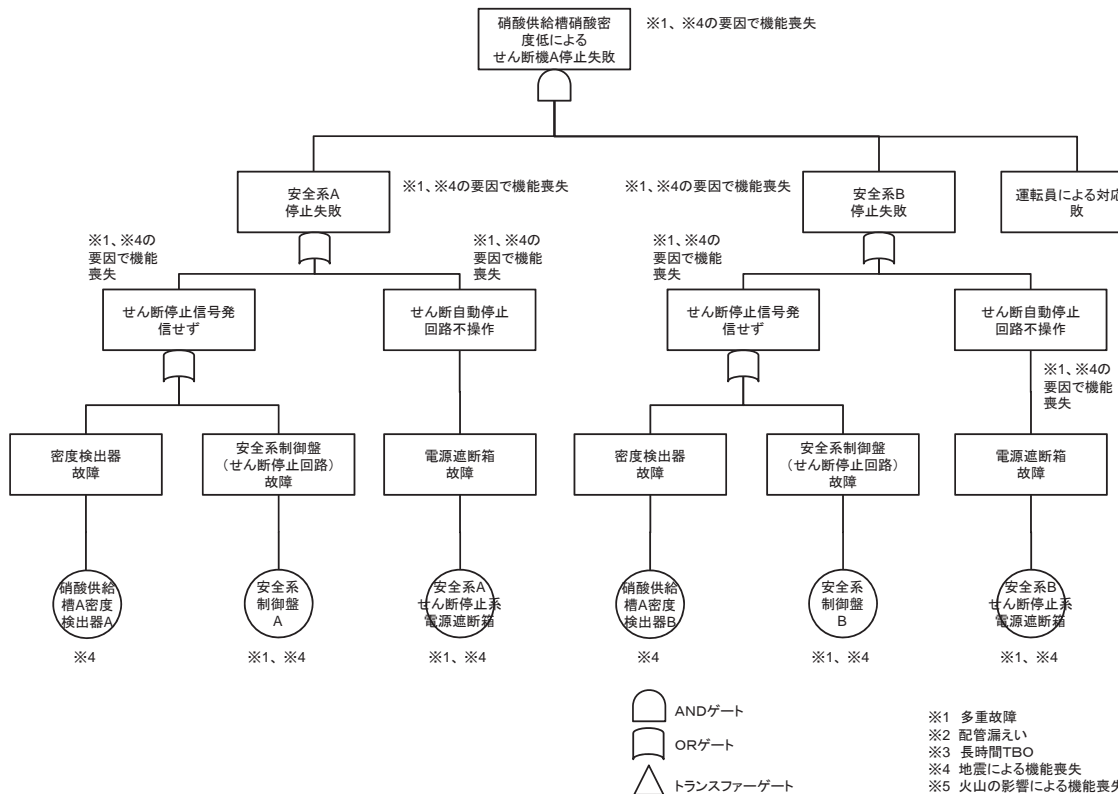 硝酸供給槽硝酸密
度低による
せん断機A停止失敗
※1、※4の要因で機能喪失
安全系A
停止失敗
※1、※4の要因で機能喪失
※1、※4の要因で機能喪失
安全系B
停止失敗
運転員による対応
敗
※1、※4の
要因で機能
喪失
※1、※4の
要因で機能
喪失
※1、※4の
要因で機能
喪失
せん断停止信号発
信せず
せん断自動停止
回路不操作
せん断停止信号発
信せず
せん断自動停止
回路不操作
※1、※4の
要因で機能
喪失
密度検出器
故障
安全系制御盤
(せん断停止回路)
故障
電源遮断箱
故障
密度検出器
故障
安全系制御盤
(せん断停止回路)
故障
電源遮断箱
故障
硝酸供給
槽A密度
検出器A
安全系
制御盤
A
安全系A
せん断停止系
電源遮断箱
硝酸供給
槽A密度
検出器B
安全系
制御盤
B
安全系B
せん断停止系
電源遮断箱
※4
※1、※4
※1、※4
※4
※1、※4
※1、※4
ANDゲート
ORゲート
トランスファーゲート
※1 多重故障
※2 配管漏えい
※3 長時間TBO
※4 地震による機能喪失
※5 火山の影響による機能喪失